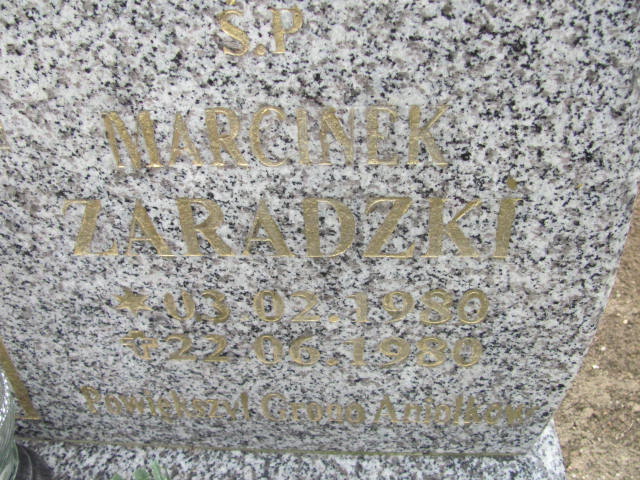 Ś.P
MARCINEK
ZARADZKI
* 03.02.1980
✝ 22.06.1980
Powiększył Grono Aniołków